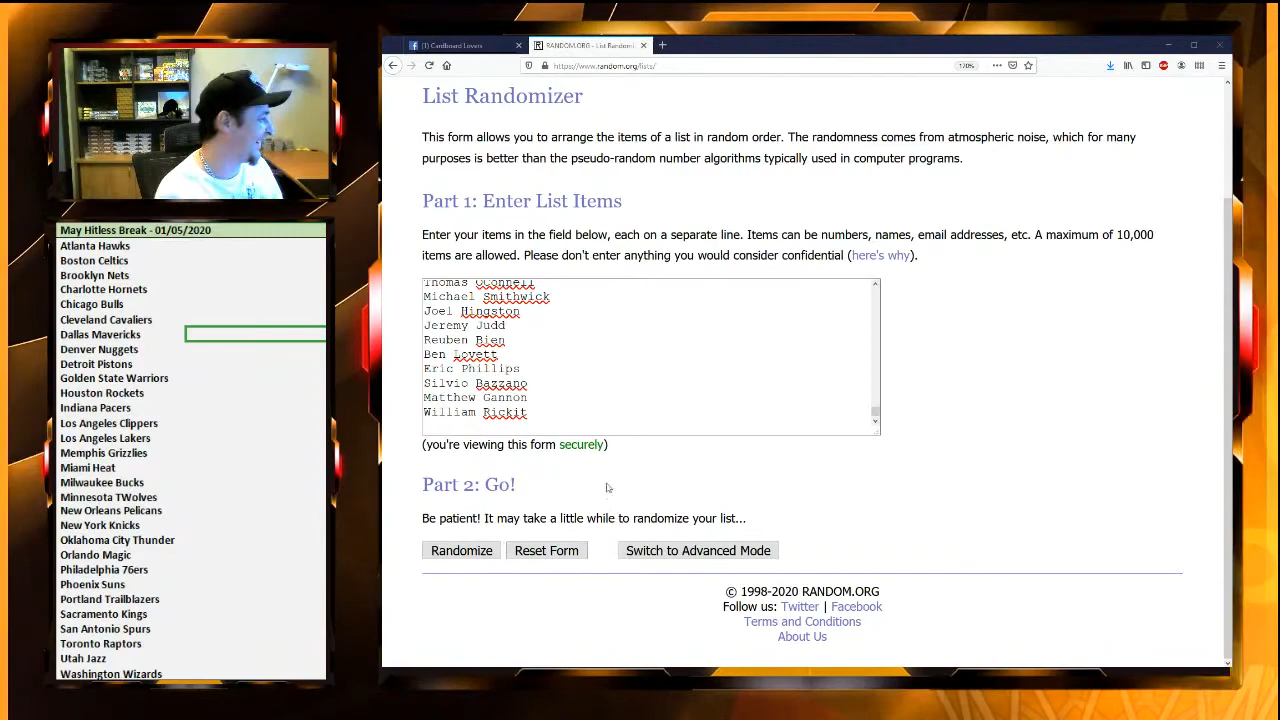 (1) Cardboard Lovers
RANDOM.ORG - List Randomi
https://www.random.org/lists/
120%
List Randomizer
This form allows you to arrange the items of a list in random order. The randomness comes from atmospheric noise, which for many
purposes is better than the pseudo-random number algorithms typically used in computer programs.
Part 1: Enter List Items
Enter your items in the field below, each on a separate line. Items can be numbers, names, email addresses, etc. A maximum of 10,000
items are allowed. Please don't enter anything you would consider confidential (here's why).
Thomas OConnell
Michael Smithwick
Joel Hingston
Jeremy Judd
Reuben Bien
Ben Lovett
Eric Phillips
Silvio Bazzano
Matthew Gannon
William Rickit
(you're viewing this form securely)
Part 2: Go!
Be patient! It may take a little while to randomize your list...
Randomize Reset Form Switch to Advanced Mode
© 1998-2020 RANDOM.ORG
Follow us: Twitter | Facebook
Terms and Conditions
About Us
May Hitless Break - 01/05/2020
Atlanta Hawks
Boston Celtics
Brooklyn Nets
Charlotte Hornets
Chicago Bulls
Cleveland Cavaliers
Dallas Mavericks
Denver Nuggets
Detroit Pistons
Golden State Warriors
Houston Rockets
Indiana Pacers
Los Angeles Clippers
Los Angeles Lakers
Memphis Grizzlies
Miami Heat
Milwaukee Bucks
Minnesota TWolves
New Orleans Pelicans
New York Knicks
Oklahoma City Thunder
Orlando Magic
Philadelphia 76ers
Phoenix Suns
Portland Trailblazers
Sacramento Kings
San Antonio Spurs
Toronto Raptors
Utah Jazz
Washington Wizards